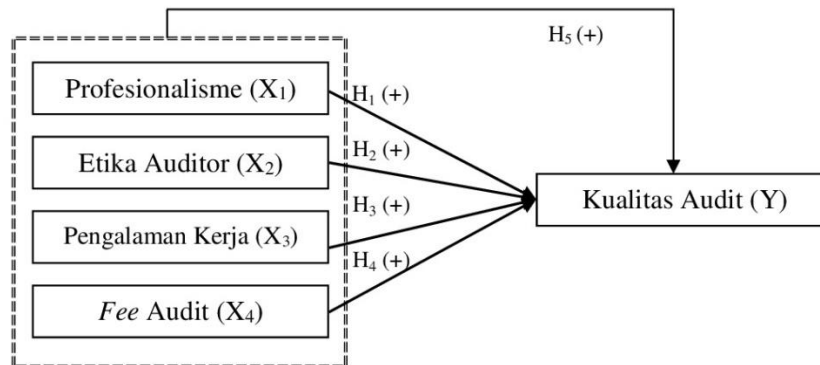 H₅ (+)
Profesionalisme (X₁)
H₁ (+)
Etika Auditor (X₂)
H₂ (+)
Kualitas Audit (Y)
H₃ (+)
Pengalaman Kerja (X₃)
H₄ (+)
Fee Audit (X₄)